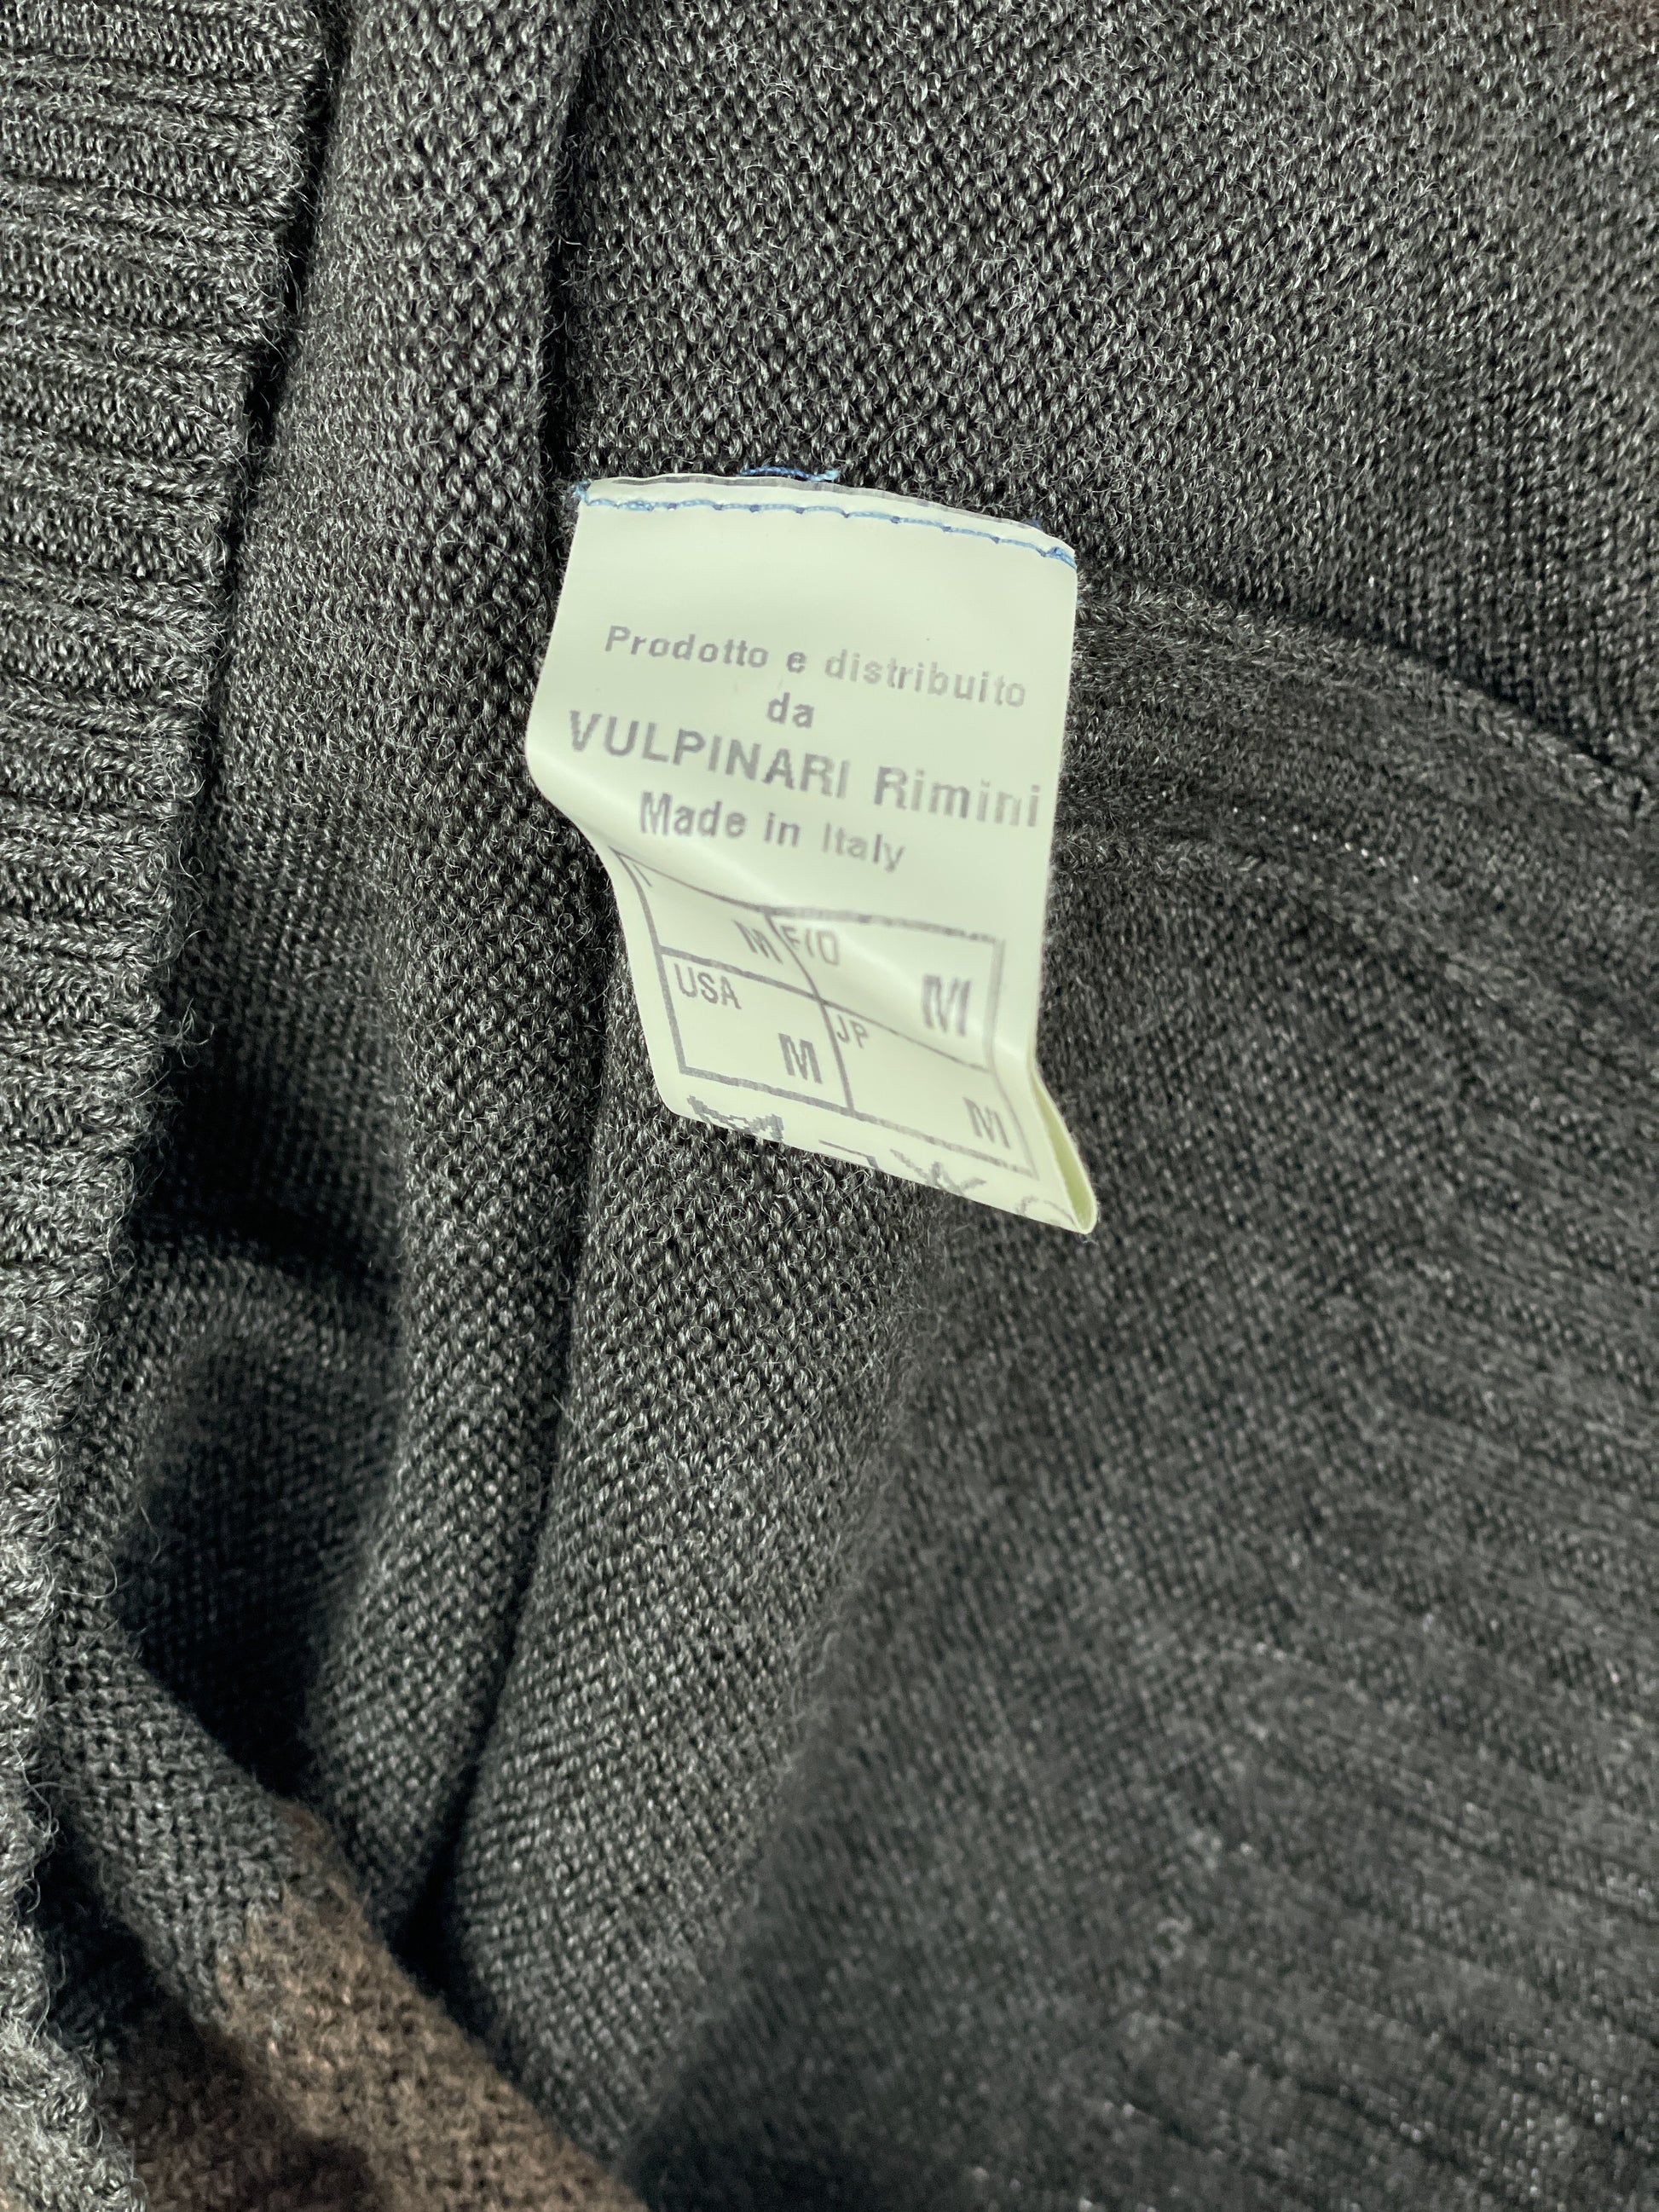 Prodotto e distribuito
da
VULPINARI Rimini
Made in Italy
I M F/D M
USA M JP M